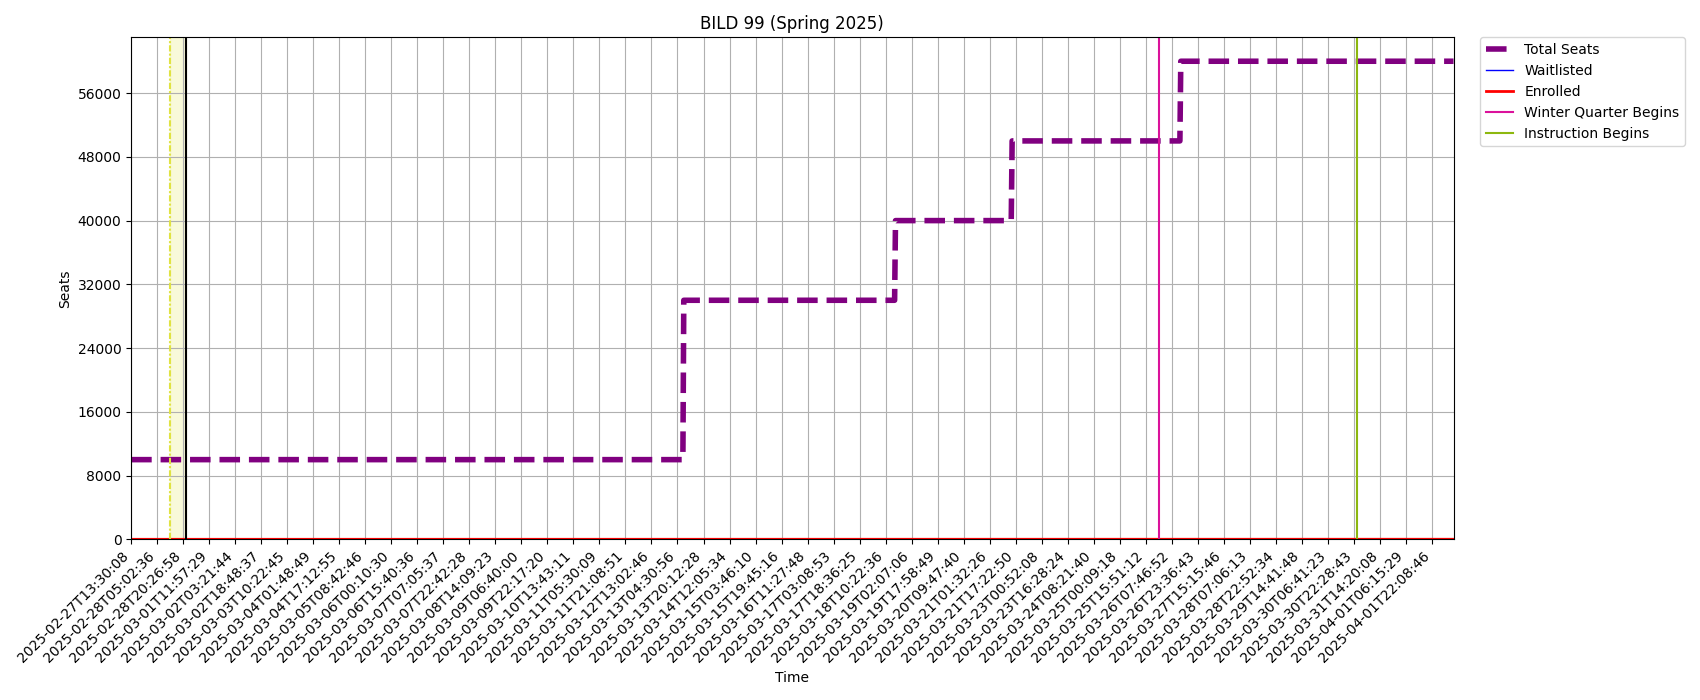 BILD 99 (Spring 2025)
Total Seats
Waitlisted
Enrolled
Winter Quarter Begins
Instruction Begins
Seats
56000
48000
40000
32000
24000
16000
8000
0
2025-02-27T13:30:08
2025-02-28T05:02:36
2025-02-28T20:26:58
2025-03-01T11:57:29
2025-03-02T03:21:44
2025-03-02T18:48:37
2025-03-03T10:22:45
2025-03-04T01:48:49
2025-03-04T17:12:55
2025-03-05T08:42:46
2025-03-06T00:10:30
2025-03-06T15:40:36
2025-03-07T07:05:37
2025-03-07T22:42:28
2025-03-08T14:09:23
2025-03-09T06:40:00
2025-03-09T22:17:20
2025-03-10T13:43:11
2025-03-11T05:30:09
2025-03-11T21:08:51
2025-03-12T13:02:46
2025-03-13T04:30:56
2025-03-13T20:12:28
2025-03-14T12:05:34
2025-03-15T03:46:10
2025-03-15T19:45:16
2025-03-16T11:27:48
2025-03-17T03:08:53
2025-03-17T18:36:25
2025-03-18T10:22:36
2025-03-19T02:07:06
2025-03-19T17:58:49
2025-03-20T09:47:40
2025-03-21T01:32:26
2025-03-21T17:22:50
2025-03-23T00:52:08
2025-03-23T16:28:24
2025-03-24T08:21:40
2025-03-25T00:09:18
2025-03-25T15:51:12
2025-03-26T07:46:52
2025-03-26T23:36:43
2025-03-27T15:15:46
2025-03-28T07:06:13
2025-03-28T22:52:34
2025-03-29T14:41:48
2025-03-30T06:41:23
2025-03-30T22:28:43
2025-03-31T14:20:08
2025-04-01T06:15:29
2025-04-01T22:08:46
Time